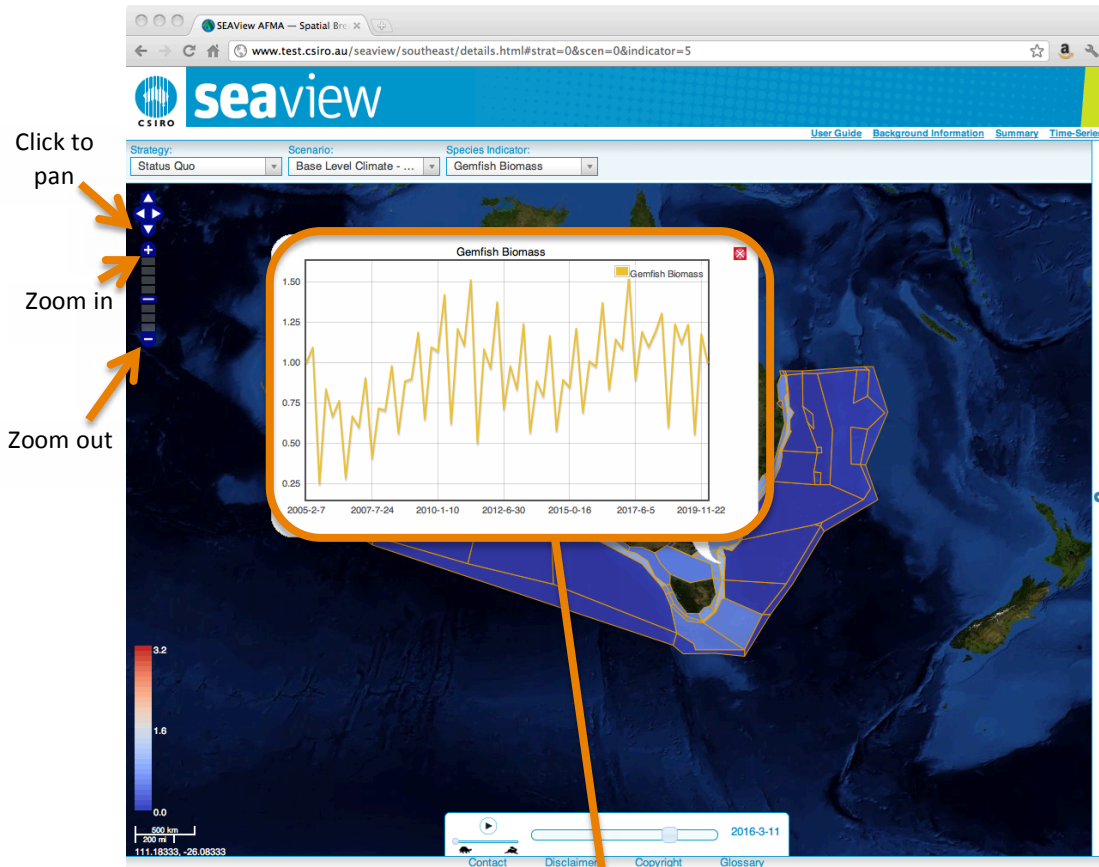 SEAView AFMA — Spatial Bre
www.test.csiro.au/seaview/southeast/details.html#strat=0&scen=0&indicator=5
CSIRO
seaview
User Guide Background Information Summary Time-Serie
Strategy: Scenario: Species Indicator:
Status Quo Base Level Climate - ... Gemfish Biomass
Click to
pan
Zoom in
Zoom out
Gemfish Biomass
Gemfish Biomass
1.50
1.25
1.00
0.75
0.50
0.25
2005-2-7 2007-7-24 2010-1-10 2012-6-30 2015-0-16 2017-6-5 2019-11-22
3.2
1.6
0.0
500 km
200 mi
111.18333, -26.08333
2016-3-11
Contact Disclaimer Copyright Glossary